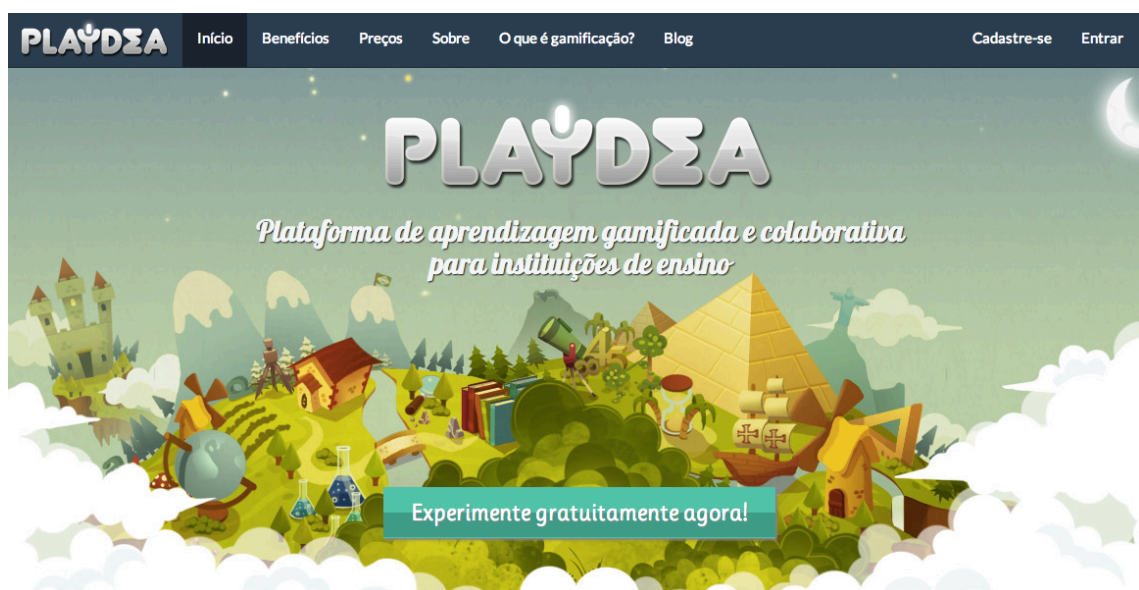 PLAYDEA Início Benefícios Preços Sobre O que é gamificação? Blog Cadastre-se Entrar
PLAYDEA
Plataforma de aprendizagem gamificada e colaborativa
para instituições de ensino
Experimente gratuitamente agora!